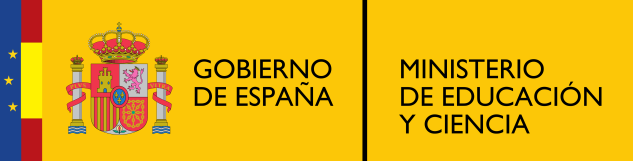 GOBIERNO
DE ESPAÑA
MINISTERIO
DE EDUCACIÓN
Y CIENCIA